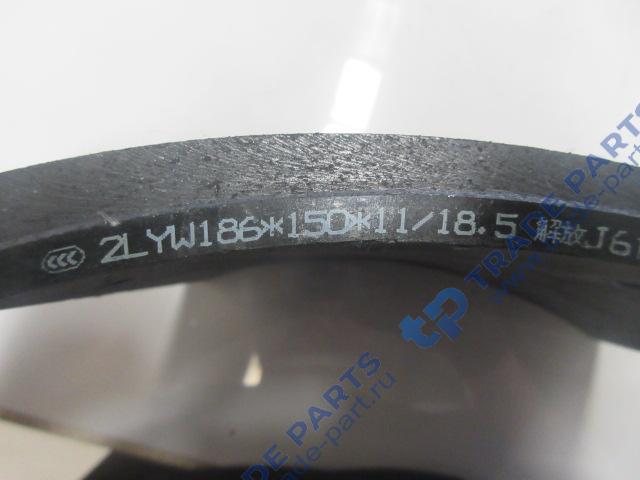 CCC 2LYW186*150*11/18.5 解放J6
TRADE PARTS
trade-part.ru
tp TRADE PARTS
trade-part.ru